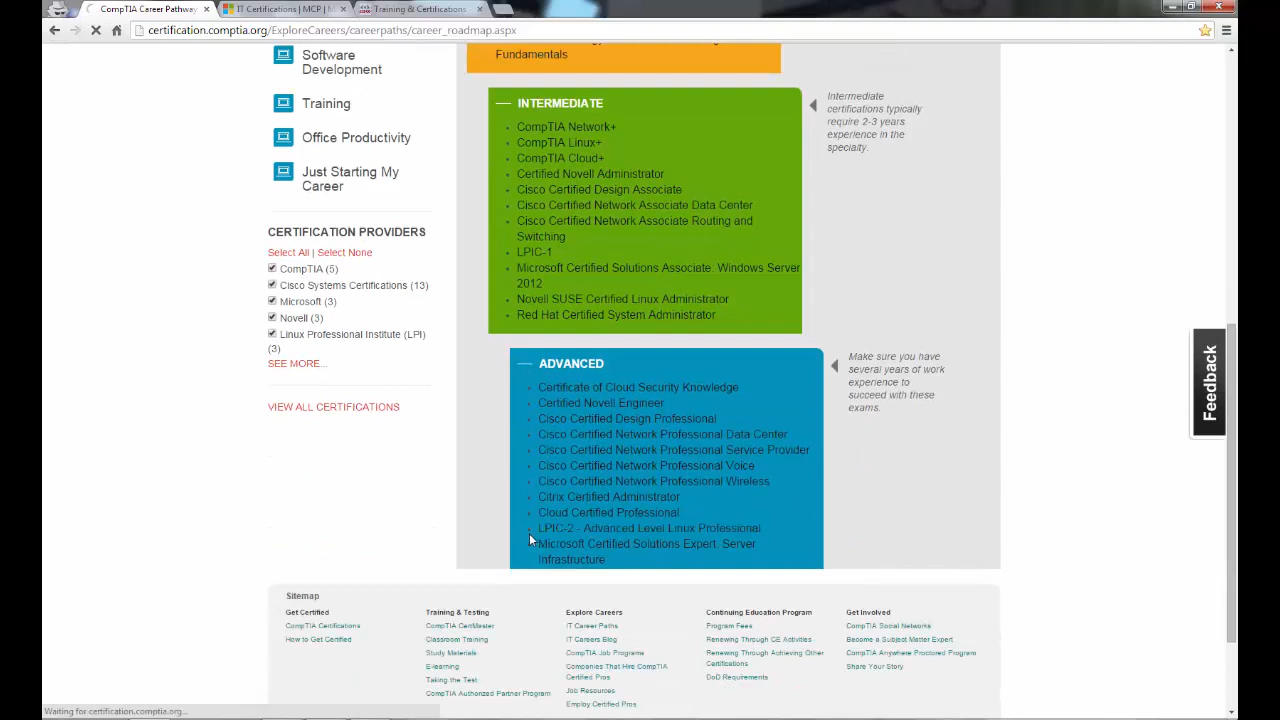 CompTIA Career Pathway
IT Certifications | MCP | M
Training & Certifications
certification.comptia.org/ExploreCareers/careerpaths/career_roadmap.aspx
Software
Development
Training
Office Productivity
Just Starting My
Career
CERTIFICATION PROVIDERS
Select All | Select None
CompTIA (5)
Cisco Systems Certifications (13)
Microsoft (3)
Novell (3)
Linux Professional Institute (LPI)
(3)
SEE MORE...
VIEW ALL CERTIFICATIONS
Fundamentals
INTERMEDIATE
CompTIA Network+
CompTIA Linux+
CompTIA Cloud+
Certified Novell Administrator
Cisco Certified Design Associate
Cisco Certified Network Associate Data Center
Cisco Certified Network Associate Routing and
Switching
LPIC-1
Microsoft Certified Solutions Associate: Windows Server
2012
Novell SUSE Certified Linux Administrator
Red Hat Certified System Administrator
Intermediate
certifications typically
require 2-3 years
experience in the
specialty.
ADVANCED
Certificate of Cloud Security Knowledge
Certified Novell Engineer
Cisco Certified Design Professional
Cisco Certified Network Professional Data Center
Cisco Certified Network Professional Service Provider
Cisco Certified Network Professional Voice
Cisco Certified Network Professional Wireless
Citrix Certified Administrator
Cloud Certified Professional
LPIC-2 - Advanced Level Linux Professional
Microsoft Certified Solutions Expert: Server
Infrastructure
Make sure you have
several years of work
experience to
succeed with these
exams.
Feedback
Sitemap
Get Certified
CompTIA Certifications
How to Get Certified
Training & Testing
CompTIA CertMaster
Classroom Training
Study Materials
E-learning
Taking the Test
CompTIA Authorized Partner Program
Explore Careers
IT Career Paths
IT Careers Blog
CompTIA Job Programs
Companies That Hire CompTIA
Certified Pros
Job Resources
Employ Certified Pros
Continuing Education Program
Program Fees
Renewing Through CE Activities
Renewing Through Achieving Other
Certifications
DoD Requirements
Get Involved
CompTIA Social Networks
Become a Subject Matter Expert
CompTIA Anywhere Proctored Program
Share Your Story
Waiting for certification.comptia.org...